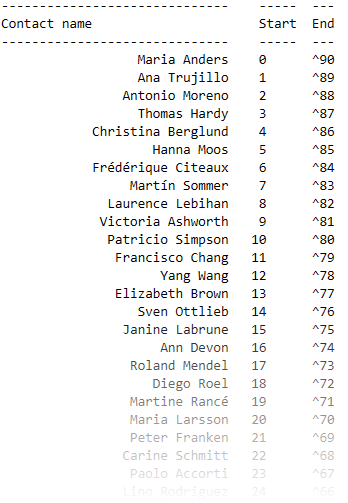 ------------------------------ ----- ---
Contact name Start End
------------------------------ ----- ---
Maria Anders 0 ^90
Ana Trujillo 1 ^89
Antonio Moreno 2 ^88
Thomas Hardy 3 ^87
Christina Berglund 4 ^86
Hanna Moos 5 ^85
Frédérique Citeaux 6 ^84
Martín Sommer 7 ^83
Laurence Lebihan 8 ^82
Victoria Ashworth 9 ^81
Patricio Simpson 10 ^80
Francisco Chang 11 ^79
Yang Wang 12 ^78
Elizabeth Brown 13 ^77
Sven Ottlieb 14 ^76
Janine Labrune 15 ^75
Ann Devon 16 ^74
Roland Mendel 17 ^73
Diego Roel 18 ^72
Martine Rancé 19 ^71
Maria Larsson 20 ^70
Peter Franken 21 ^69
Carine Schmitt 22 ^68
Paolo Accorti 23 ^67
Lino Rodriguez 24 ^66